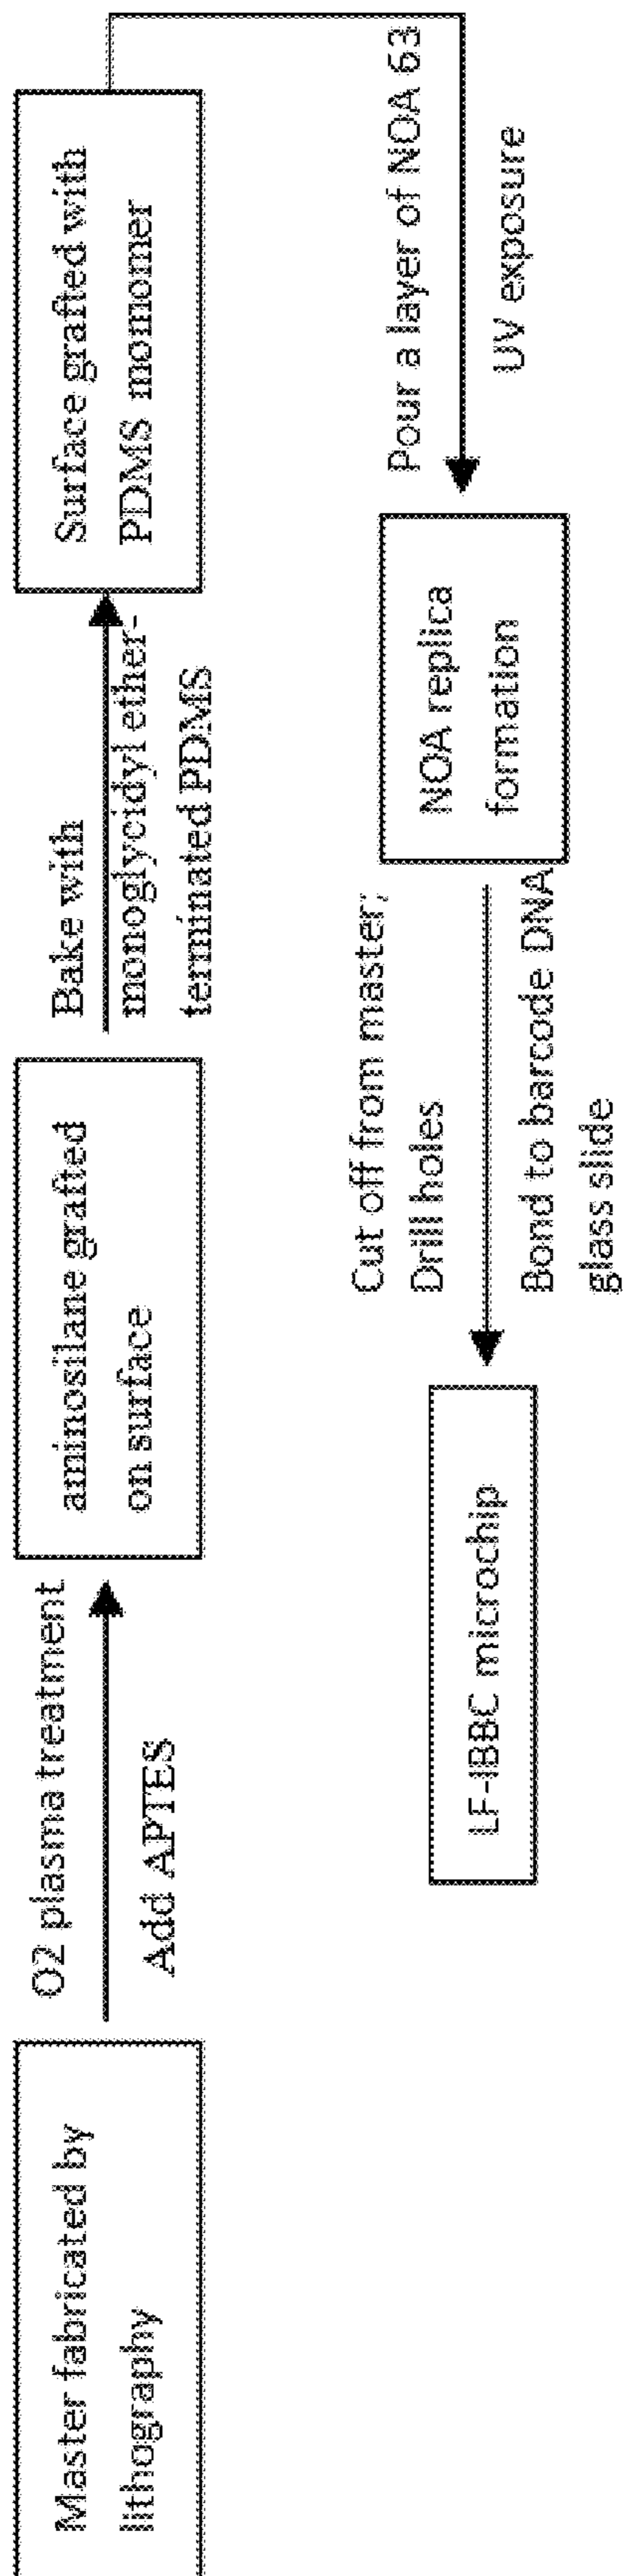 Master fabricated by
lithography
O2 plasma treatment
Add APTES
aminosilane grafted
on surface
Bake with
monoglycidyl ether-
terminated PDMS
Surface grafted with
PDMS momomer
Pour a layer of NOA 63
UV exposure
NOA replica
formation
Cut off from master;
Drill holes
Bond to barcode DNA
glass slide
LF-IBBC microchip